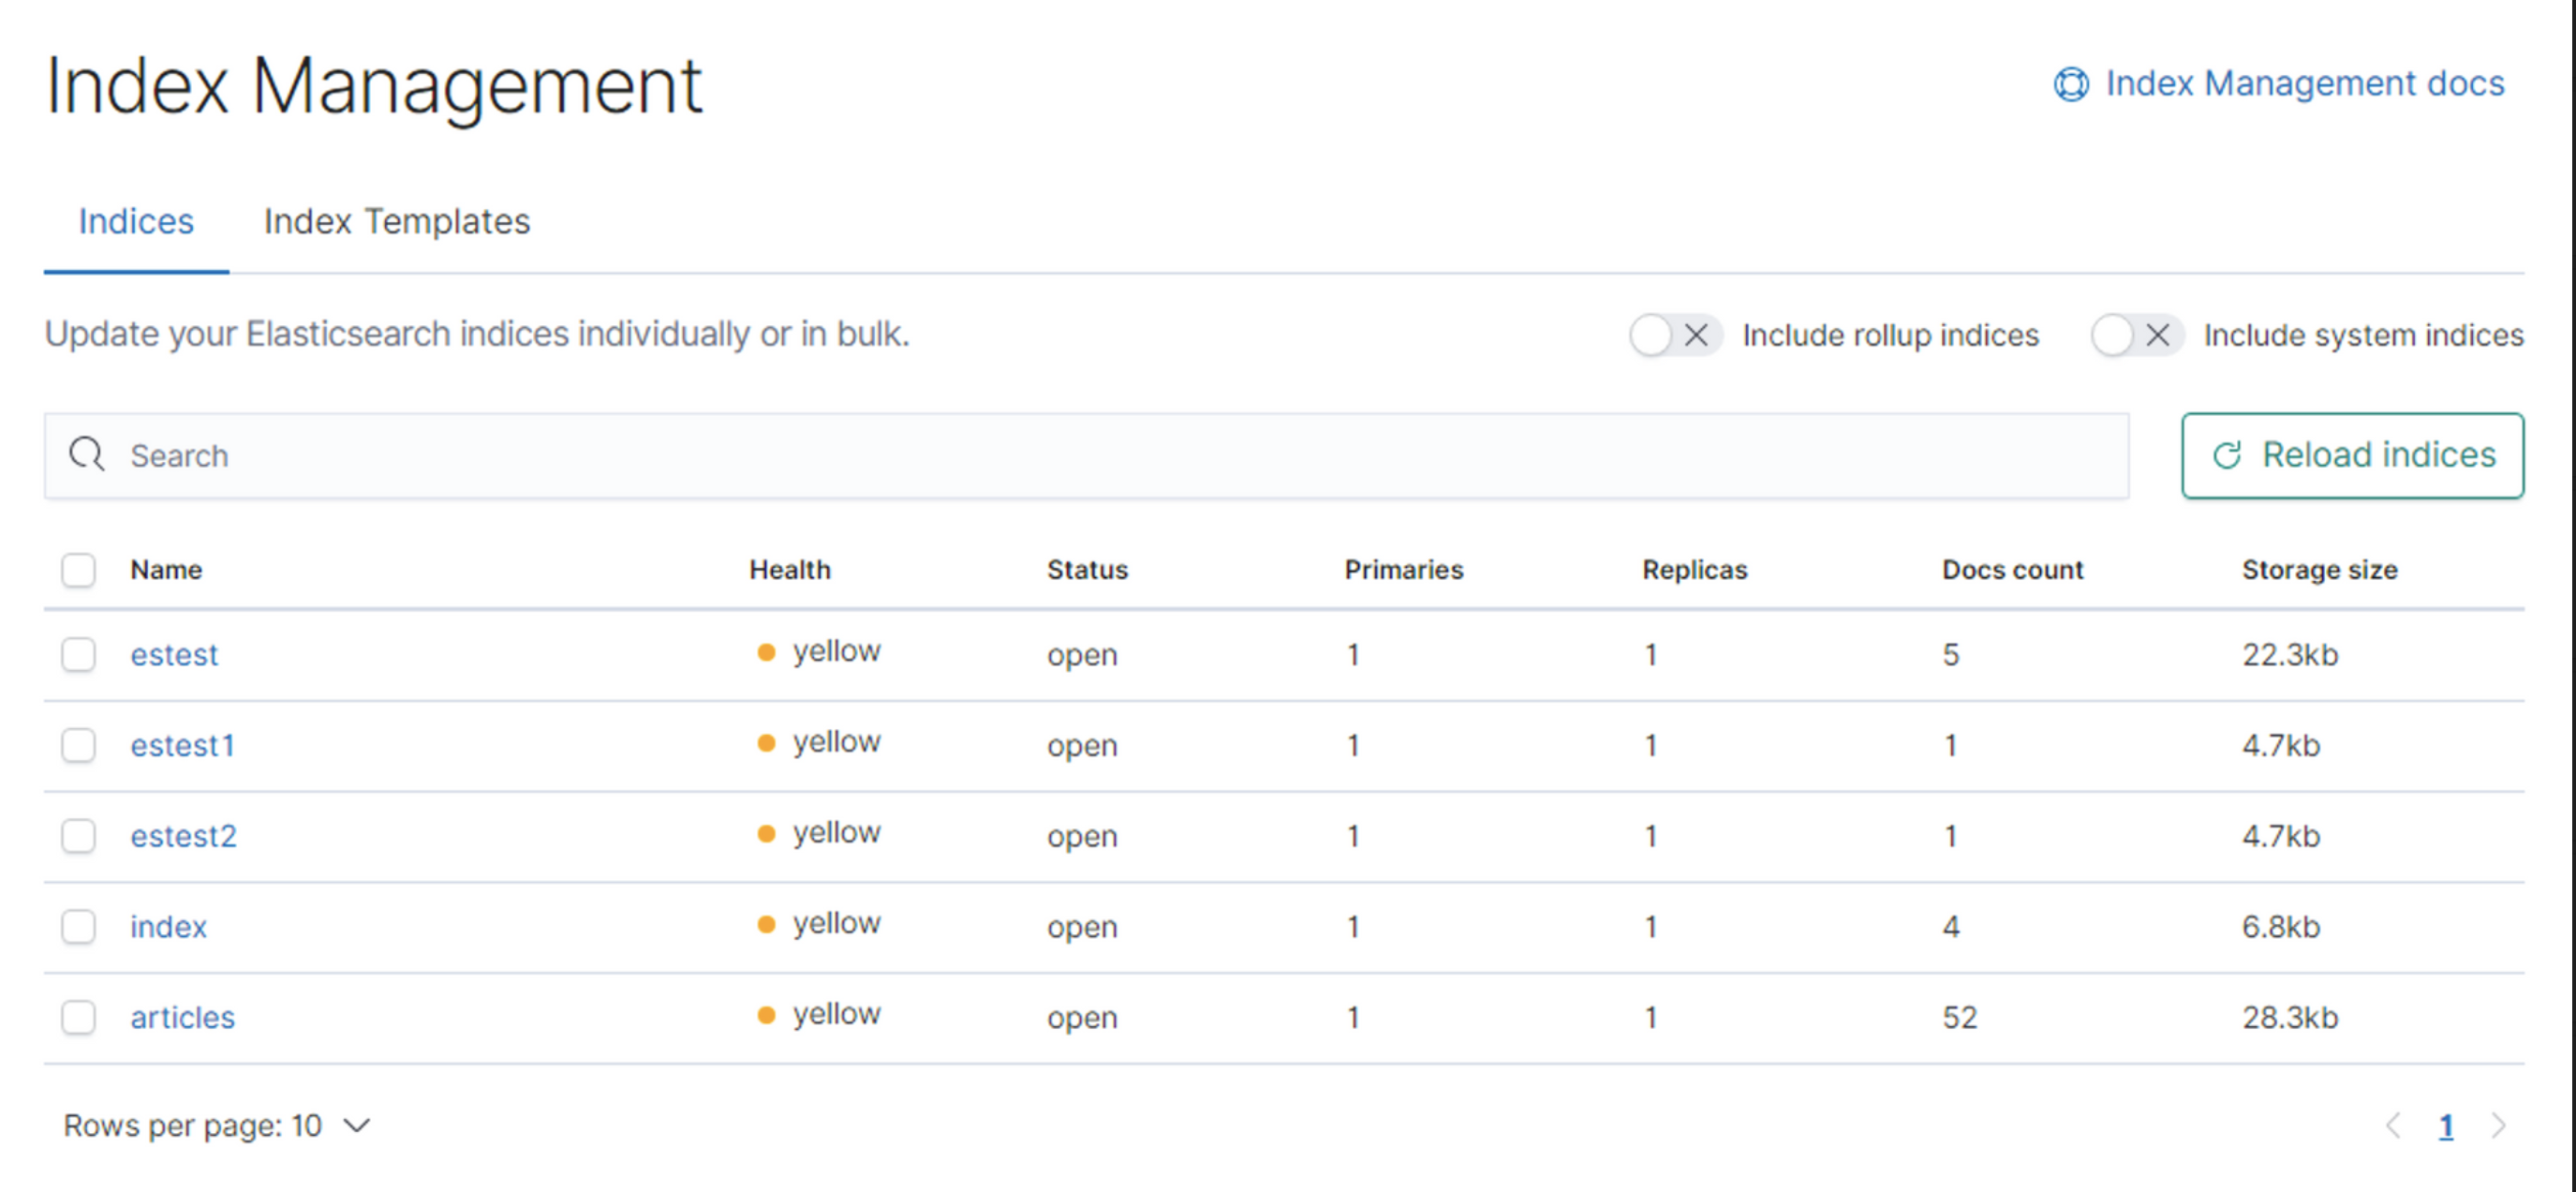 Index Management
Index Management docs
Indices Index Templates
Update your Elasticsearch indices individually or in bulk.
Include rollup indices Include system indices
Search
Reload indices
Name Health Status Primaries Replicas Docs count Storage size
estest yellow open 1 1 5 22.3kb
estest1 yellow open 1 1 1 4.7kb
estest2 yellow open 1 1 1 4.7kb
index yellow open 1 1 4 6.8kb
articles yellow open 1 1 52 28.3kb
Rows per page: 10
1